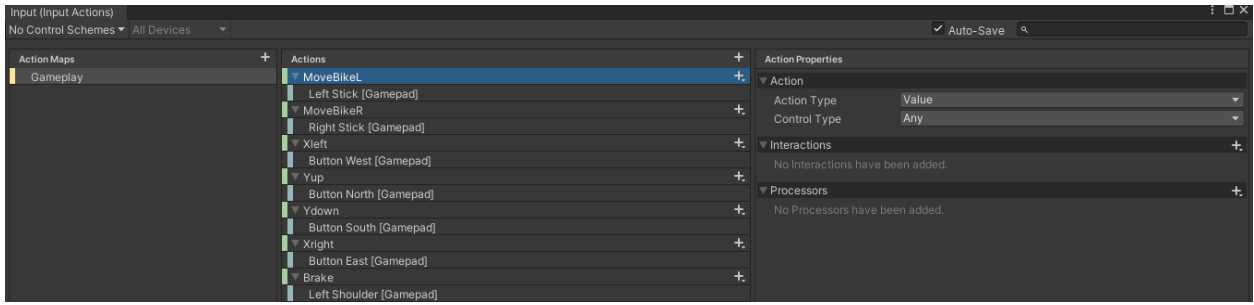 Input (Input Actions)
No Control Schemes All Devices Auto-Save
Action Maps
Gameplay
Actions
MoveBikeL
Left Stick [Gamepad]
MoveBikeR
Right Stick [Gamepad]
Xleft
Button West [Gamepad]
Yup
Button North [Gamepad]
Ydown
Button South [Gamepad]
Xright
Button East [Gamepad]
Brake
Left Shoulder [Gamepad]
Action Properties
Action
Action Type Value
Control Type Any
Interactions
No Interactions have been added.
Processors
No Processors have been added.